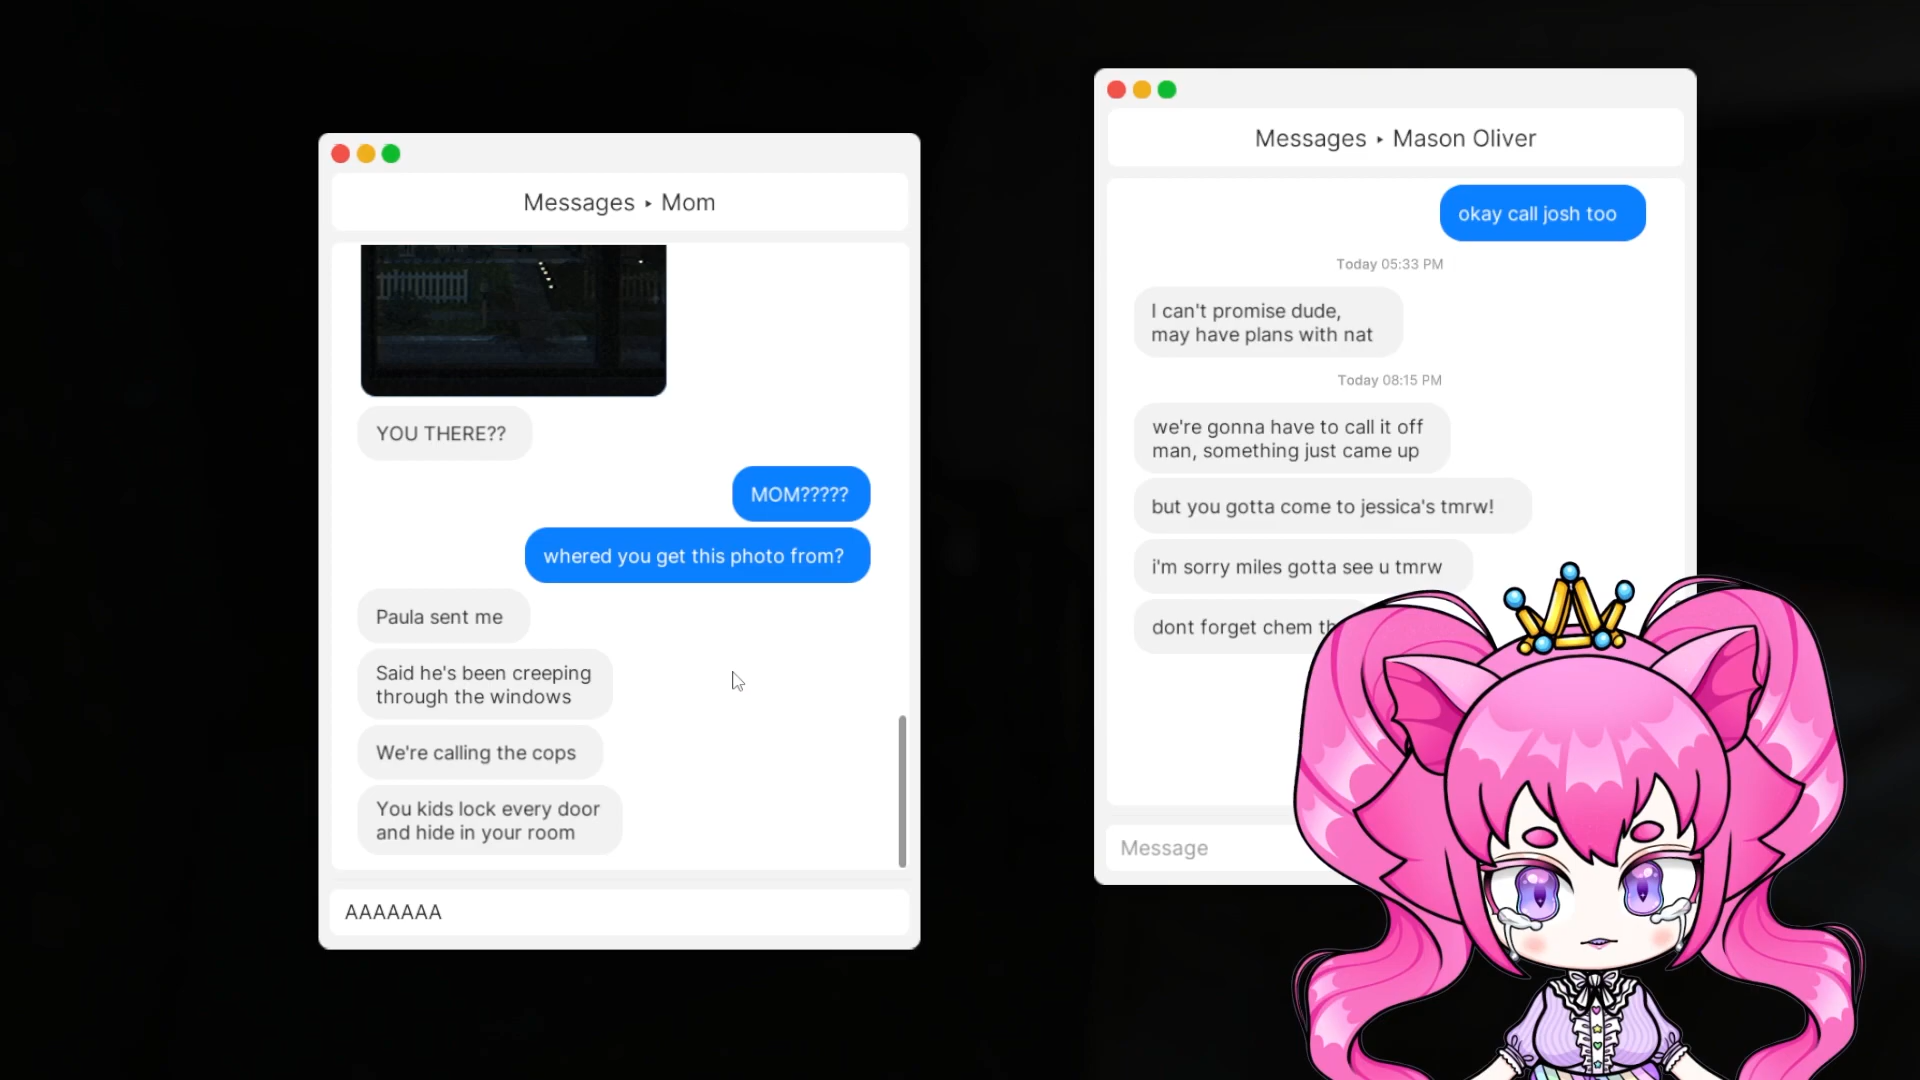 Messages ▸ Mom
YOU THERE??
MOM?????
whered you get this photo from?
Paula sent me
Said he's been creeping
through the windows
We're calling the cops
You kids lock every door
and hide in your room
AAAAAAA
Messages ▸ Mason Oliver
okay call josh too
Today 05:33 PM
I can't promise dude,
may have plans with nat
Today 08:15 PM
we're gonna have to call it off
man, something just came up
but you gotta come to jessica's tmrw!
i'm sorry miles gotta see u tmrw
dont forget chem
Message